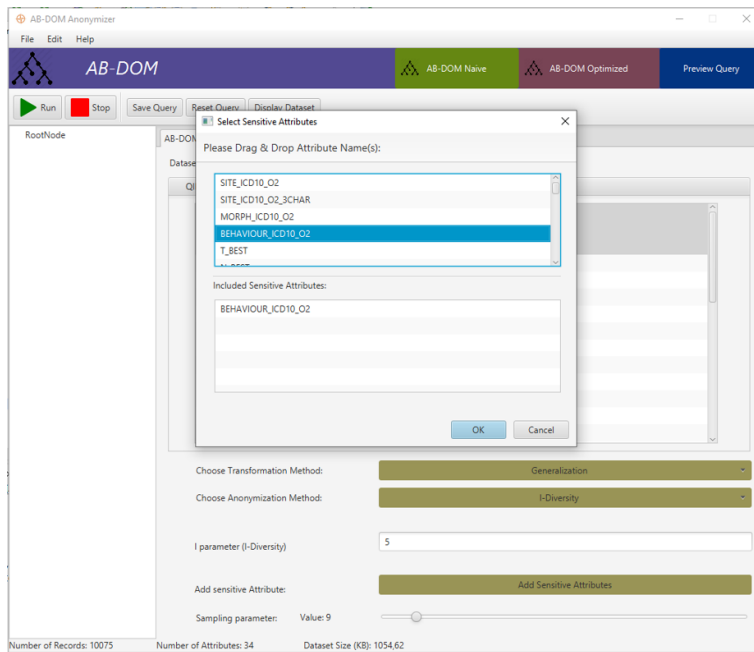 AB-DOM Anonymizer
File Edit Help
AB-DOM
AB-DOM Naive
AB-DOM Optimized
Preview Query
Run
Stop
Save Query
Reset Query
Display Dataset
RootNode
Select Sensitive Attributes
Please Drag & Drop Attribute Name(s):
SITE_ICD10_O2
SITE_ICD10_O2_3CHAR
MORPH_ICD10_O2
BEHAVIOUR_ICD10_O2
T_BEST
Included Sensitive Attributes:
BEHAVIOUR_ICD10_O2
OK
Cancel
Choose Transformation Method:
Generalization
Choose Anonymization Method:
l-Diversity
l parameter (l-Diversity)
5
Add sensitive Attribute:
Add Sensitive Attributes
Sampling parameter: Value: 9
Number of Records: 10075 Number of Attributes: 34 Dataset Size (KB): 1054,62